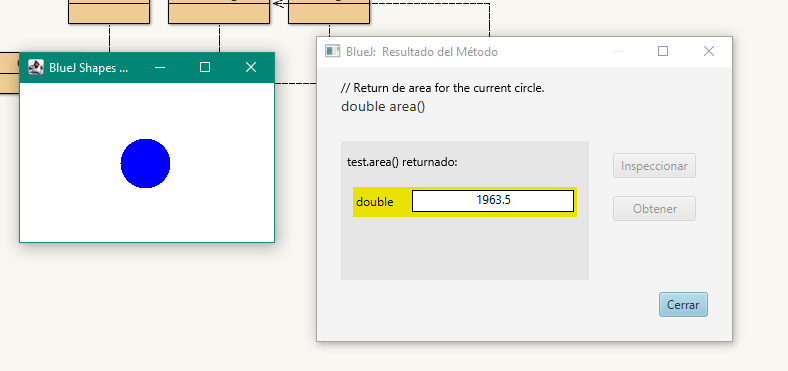 BlueJ Shapes ...
BlueJ: Resultado del Método
// Return de area for the current circle.
double area()
test.area() returnado:
double 1963.5
Inspeccionar
Obtener
Cerrar